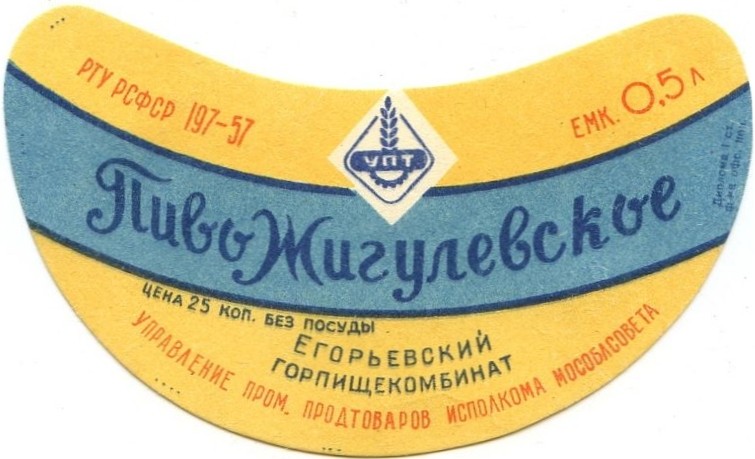 РТУ РСФСР 197-57
ЕМК. 0,5 Л
УПТ
Пиво Жигулевское
ЦЕНА 25 КОП. БЕЗ ПОСУДЫ
ЕГОРЬЕВСКИЙ
ГОРПИЩЕКОМБИНАТ
УПРАВЛЕНИЕ ПРОМ. ПРОДТОВАРОВ ИСПОЛКОМА МОСОБЛСОВЕТА